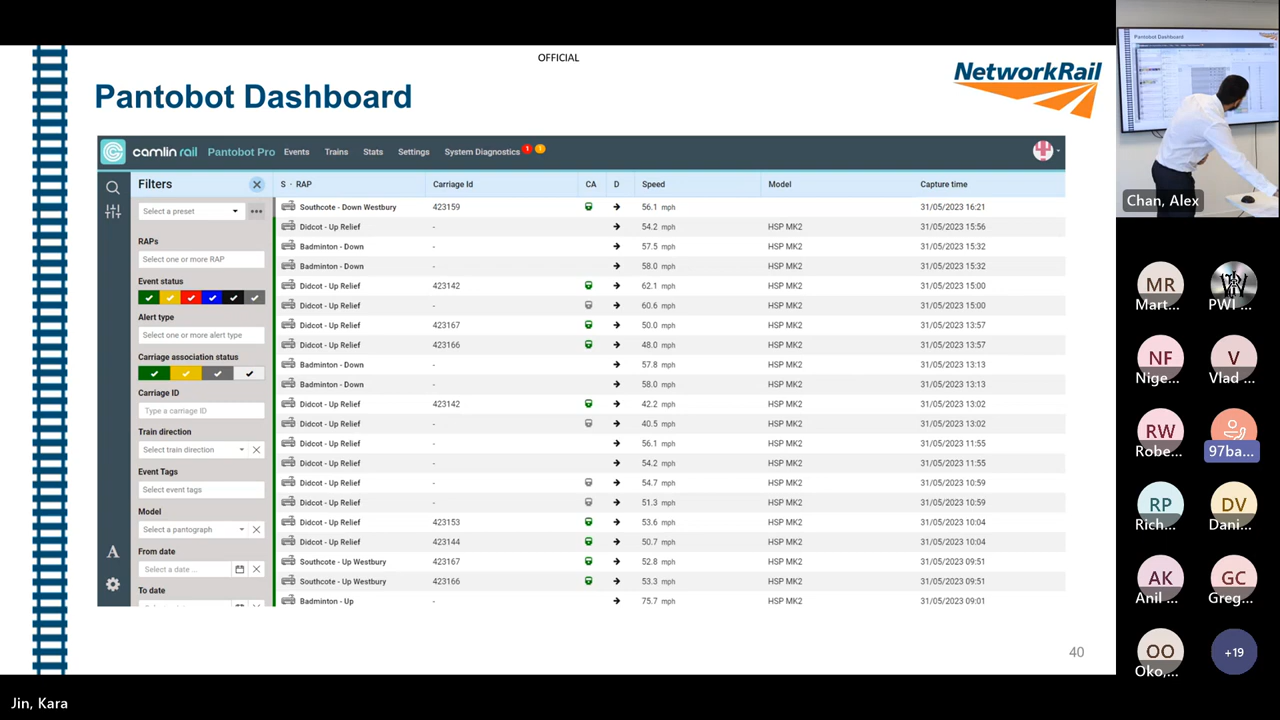 OFFICIAL
Pantobot Dashboard
NetworkRail
camlin rail Pantobot Pro Events Trains Stats Settings System Diagnostics 1 1
Filters
S · RAP Carriage Id CA D Speed Model Capture time
Select a preset
RAPs
Select one or more RAP
Event status
Alert type
Select one or more alert type
Carriage association status
Carriage ID
Type a carriage ID
Train direction
Select train direction
Event Tags
Select event tags
Model
Select a pantograph
From date
Select a date ...
To date
Southcote - Down Westbury 423159 56.1 mph 31/05/2023 16:21
Didcot - Up Relief - 54.2 mph HSP MK2 31/05/2023 15:56
Badminton - Down - 57.5 mph HSP MK2 31/05/2023 15:32
Badminton - Down - 58.0 mph HSP MK2 31/05/2023 15:32
Didcot - Up Relief 423142 62.1 mph HSP MK2 31/05/2023 15:00
Didcot - Up Relief - 60.6 mph HSP MK2 31/05/2023 15:00
Didcot - Up Relief 423167 50.0 mph HSP MK2 31/05/2023 13:57
Didcot - Up Relief 423166 48.0 mph HSP MK2 31/05/2023 13:57
Badminton - Down - 57.8 mph HSP MK2 31/05/2023 13:13
Badminton - Down - 58.0 mph HSP MK2 31/05/2023 13:13
Didcot - Up Relief 423142 42.2 mph HSP MK2 31/05/2023 13:02
Didcot - Up Relief - 40.5 mph HSP MK2 31/05/2023 13:02
Didcot - Up Relief - 56.1 mph HSP MK2 31/05/2023 11:55
Didcot - Up Relief - 54.2 mph HSP MK2 31/05/2023 11:55
Didcot - Up Relief - 54.7 mph HSP MK2 31/05/2023 10:59
Didcot - Up Relief - 51.3 mph HSP MK2 31/05/2023 10:59
Didcot - Up Relief 423153 53.6 mph HSP MK2 31/05/2023 10:04
Didcot - Up Relief 423144 50.7 mph HSP MK2 31/05/2023 10:04
Southcote - Up Westbury 423167 52.8 mph HSP MK2 31/05/2023 09:51
Southcote - Up Westbury 423166 53.3 mph HSP MK2 31/05/2023 09:51
Badminton - Up - 75.7 mph HSP MK2 31/05/2023 09:01
A
40
Pantobot Dashboard
Chan, Alex
MR
Mart... PWI ...
NF V
Nige... Vlad ...
RW
Robe... 97ba...
RP DV
Rich... Dani...
AK GC
Anil ... Greg...
OO +19
Oko,...
Jin, Kara